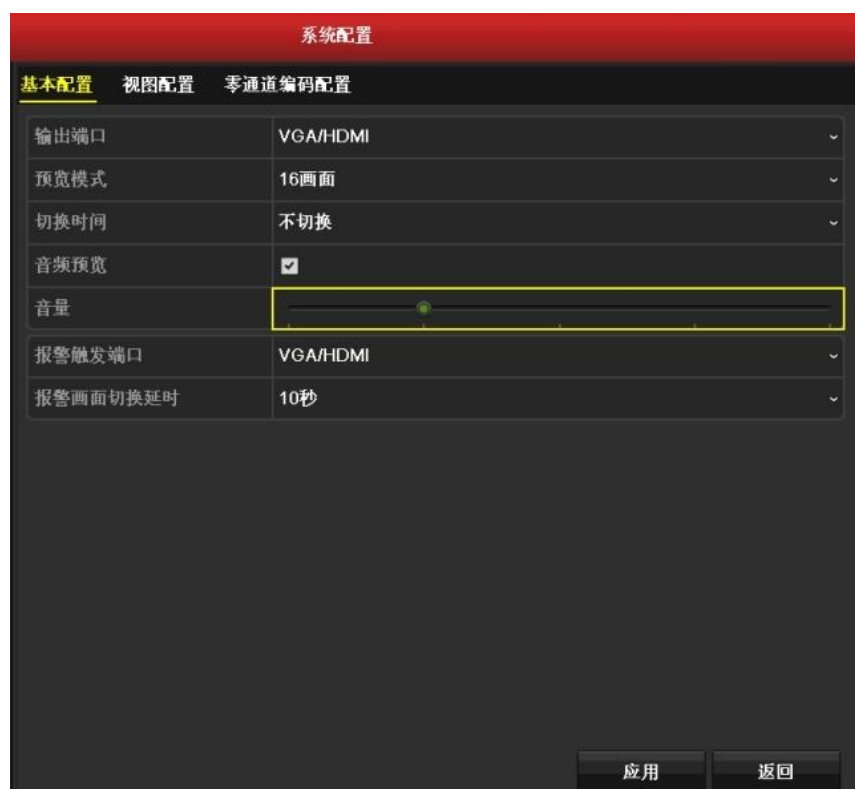 系统配置
基本配置 视图配置 零通道编码配置
输出端口 VGA/HDMI
预览模式 16画面
切换时间 不切换
音频预览
音量
报警触发端口 VGA/HDMI
报警画面切换延时 10秒
应用 返回